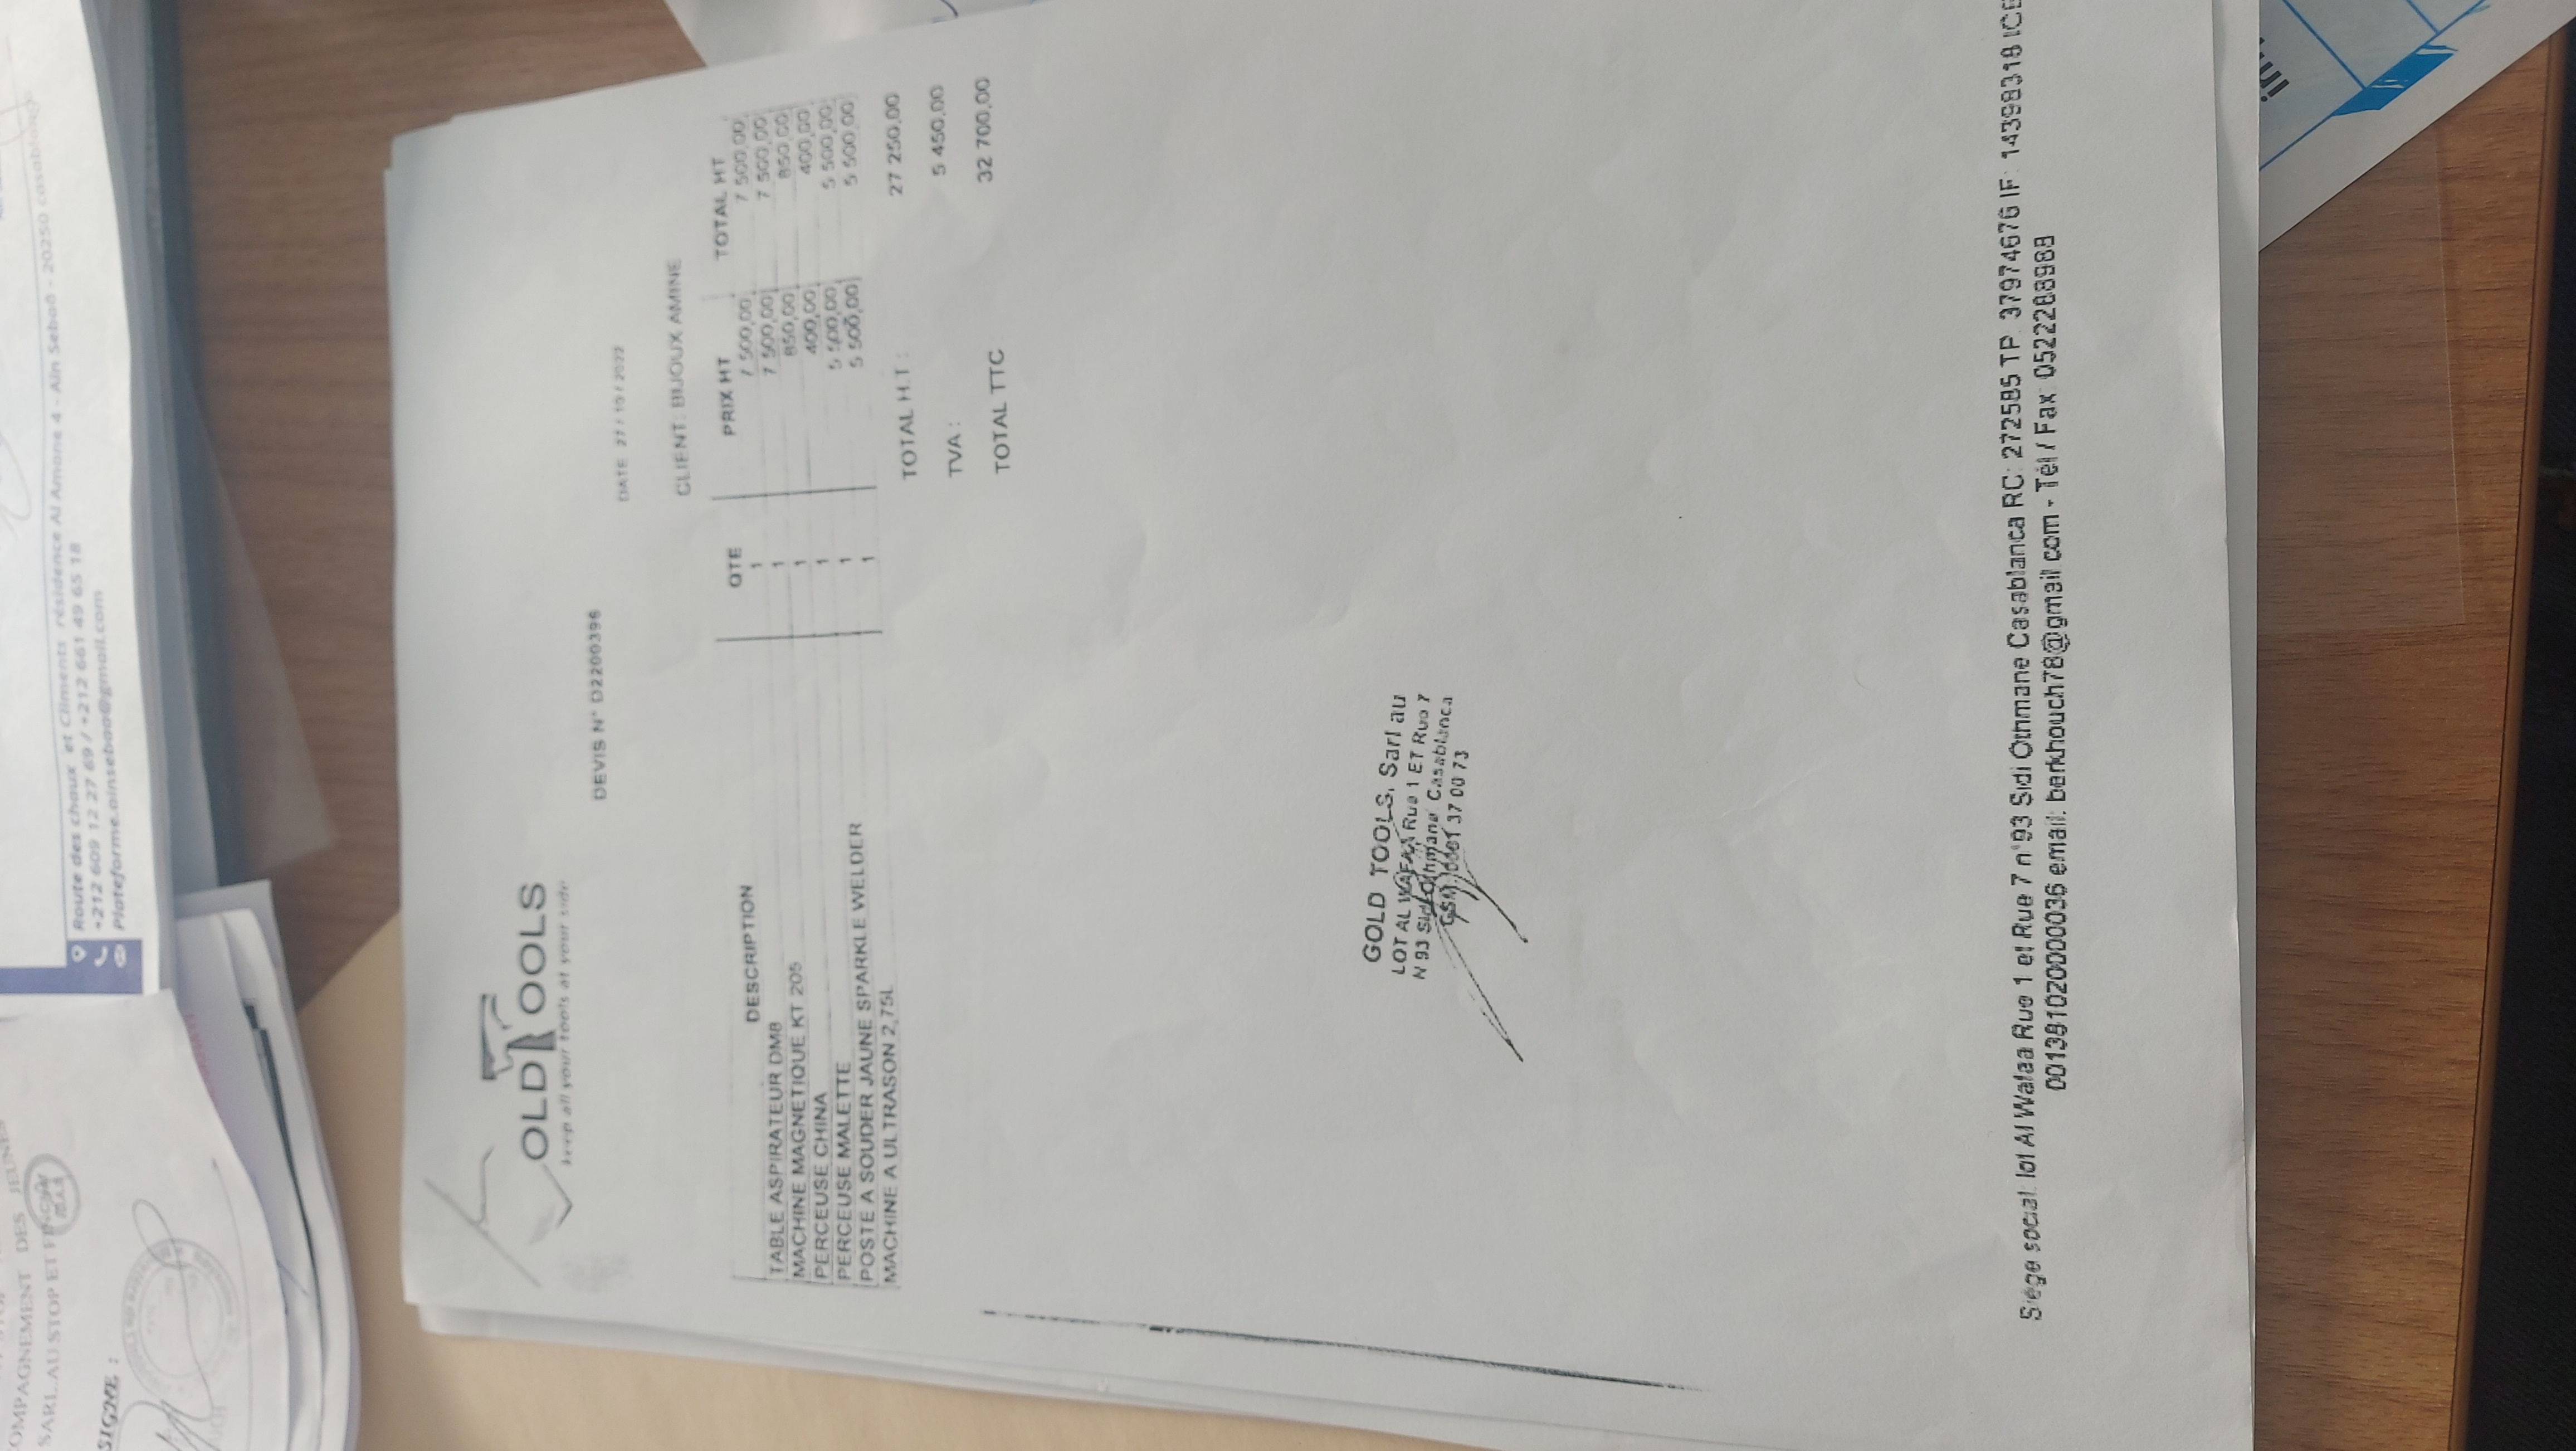 COMPAGNEMENT DES JEUNES
SARL.AU STOP ET
SIGNE :
Route des chaux et Ciments résidence Al Amane 4 - Ain Sebaâ - 20250 casablanca
+212 609 12 27 69 / +212 661 49 65 18
Plateforme.ainsebaa@gmail.com
OLD TOOLS
keep all your tools at your side
DEVIS N° D2200396
DATE 27 / 10 / 2022
CLIENT: BIJOUX AMINE
DESCRIPTION QTE PRIX HT TOTAL HT
TABLE ASPIRATEUR DM8 1 7 500,00 7 500,00
MACHINE MAGNETIQUE KT 205 1 7 500,00 7 500,00
PERCEUSE CHINA 1 850,00 850,00
PERCEUSE MALETTE 1 400,00 400,00
POSTE A SOUDER JAUNE SPARKLE WELDER 1 5 500,00 5 500,00
MACHINE A ULTRASON 2,75L 1 5 500,00 5 500,00
TOTAL H.T : 27 250,00
TVA : 5 450,00
TOTAL TTC 32 700,00
GOLD TOOLS, Sarl au
LOT AL WAFAA Rue 1 ET Rue 7
N 93 Sidi Othmane Casablanca
GSM: 0661 37 00 73
Siége social: lot Al Wafaa Rue 1 et Rue 7 n°93 Sidi Othmane Casablanca RC: 272585 TP: 37974676 IF: 14398318 ICE
001381020000036 email: berkhouch78@gmail.com - Tél / Fax: 0522288988